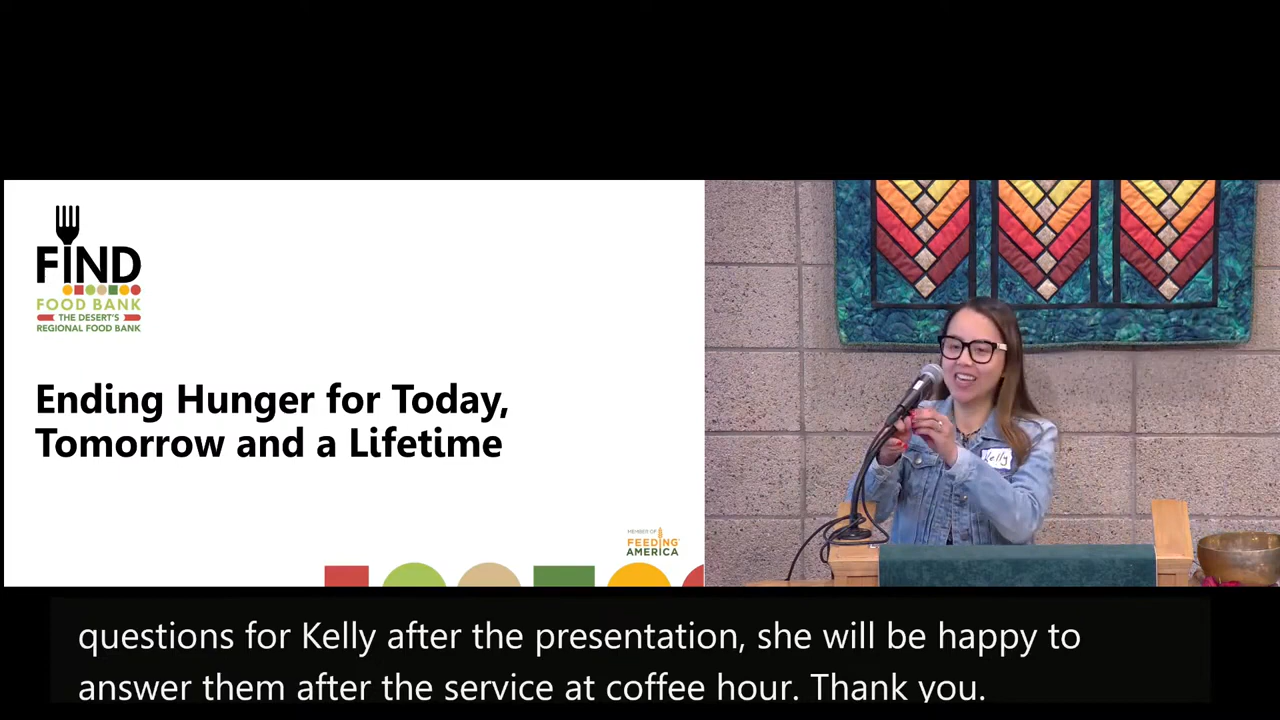 FIND
FOOD BANK
THE DESERT'S
REGIONAL FOOD BANK
Ending Hunger for Today,
Tomorrow and a Lifetime
MEMBER OF
FEEDING
AMERICA
Kelly
questions for Kelly after the presentation, she will be happy to
answer them after the service at coffee hour. Thank you.